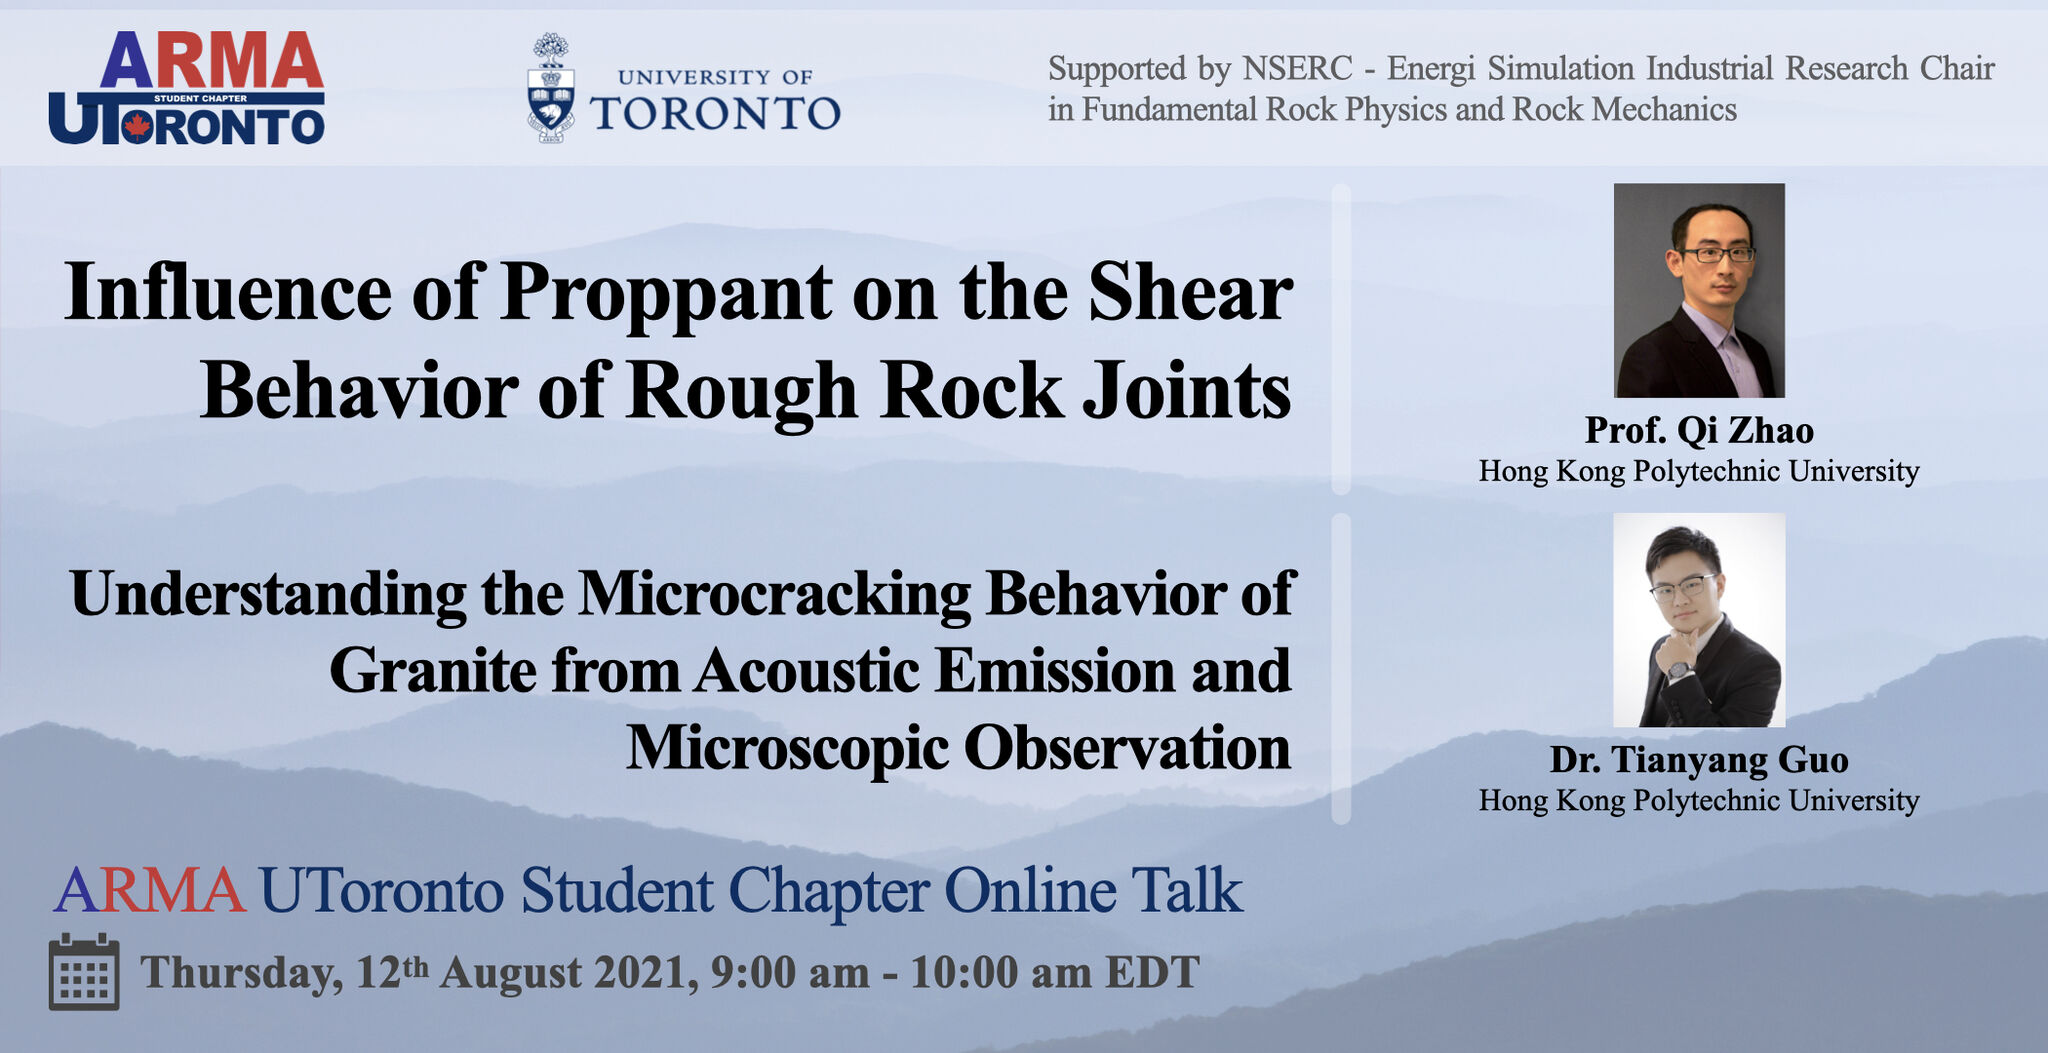 ARMA
STUDENT CHAPTER
UTORONTO
UNIVERSITY OF
TORONTO
Supported by NSERC - Energi Simulation Industrial Research Chair
in Fundamental Rock Physics and Rock Mechanics
Influence of Proppant on the Shear
Behavior of Rough Rock Joints
Prof. Qi Zhao
Hong Kong Polytechnic University
Understanding the Microcracking Behavior of
Granite from Acoustic Emission and
Microscopic Observation
Dr. Tianyang Guo
Hong Kong Polytechnic University
ARMA UToronto Student Chapter Online Talk
Thursday, 12th August 2021, 9:00 am - 10:00 am EDT